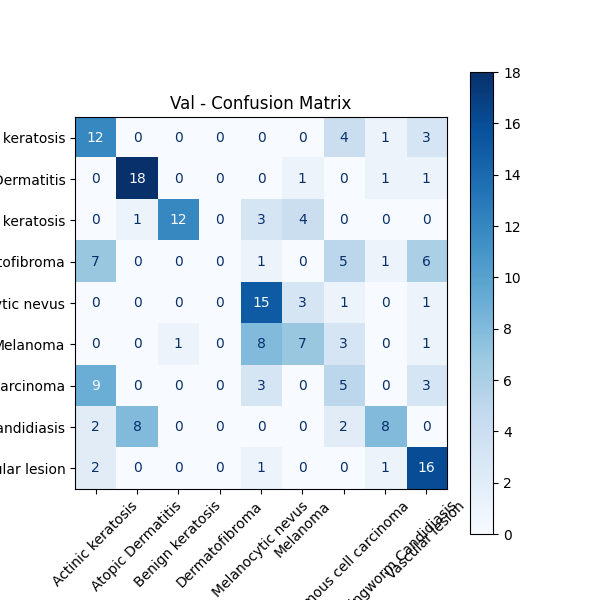 Val - Confusion Matrix
keratosis 12 0 0 0 0 0 4 1 3
Dermatitis 0 18 0 0 0 1 0 1 1
keratosis 0 1 12 0 3 4 0 0 0
tofibroma 7 0 0 0 1 0 5 1 6
ytic nevus 0 0 0 0 15 3 1 0 1
Melanoma 0 0 1 0 8 7 3 0 1
arcinoma 9 0 0 0 3 0 5 0 3
andidiasis 2 8 0 0 0 0 2 8 0
ular lesion 2 0 0 0 1 0 0 1 16
Actinic keratosis
Atopic Dermatitis
Benign keratosis
Dermatofibroma
Melanocytic nevus
Melanoma
mous cell carcinoma
ngworm Candidiasis
Vascular lesion
18
16
14
12
10
8
6
4
2
0